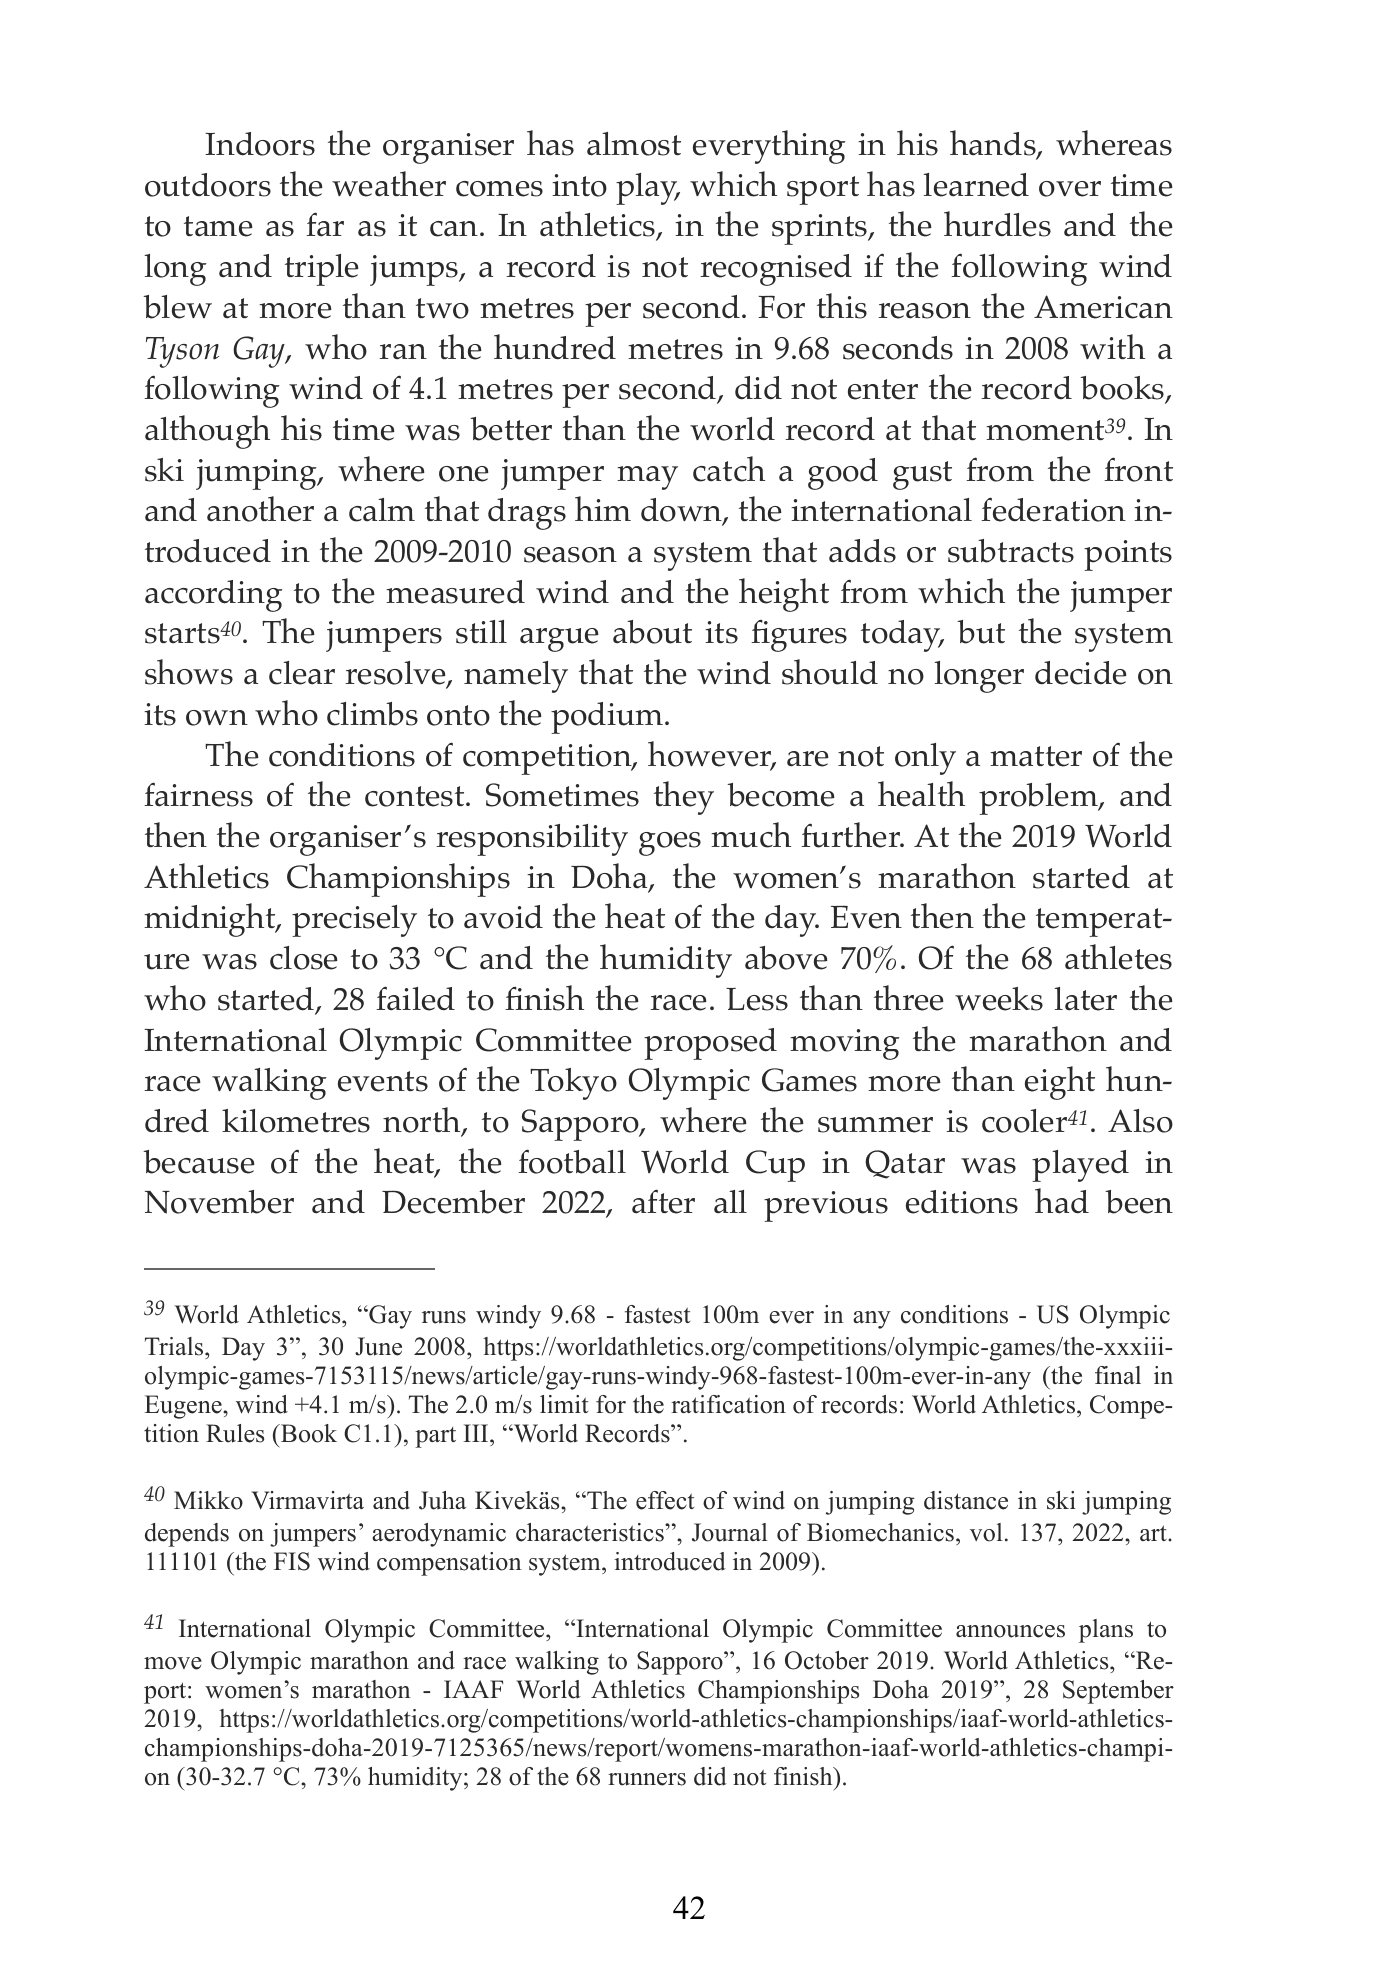 Indoors the organiser has almost everything in his hands, whereas
outdoors the weather comes into play, which sport has learned over time
to tame as far as it can. In athletics, in the sprints, the hurdles and the
long and triple jumps, a record is not recognised if the following wind
blew at more than two metres per second. For this reason the American
Tyson Gay, who ran the hundred metres in 9.68 seconds in 2008 with a
following wind of 4.1 metres per second, did not enter the record books,
although his time was better than the world record at that moment39. In
ski jumping, where one jumper may catch a good gust from the front
and another a calm that drags him down, the international federation in-
troduced in the 2009-2010 season a system that adds or subtracts points
according to the measured wind and the height from which the jumper
starts40. The jumpers still argue about its figures today, but the system
shows a clear resolve, namely that the wind should no longer decide on
its own who climbs onto the podium.
The conditions of competition, however, are not only a matter of the
fairness of the contest. Sometimes they become a health problem, and
then the organiser’s responsibility goes much further. At the 2019 World
Athletics Championships in Doha, the women’s marathon started at
midnight, precisely to avoid the heat of the day. Even then the temperat-
ure was close to 33 °C and the humidity above 70%. Of the 68 athletes
who started, 28 failed to finish the race. Less than three weeks later the
International Olympic Committee proposed moving the marathon and
race walking events of the Tokyo Olympic Games more than eight hun-
dred kilometres north, to Sapporo, where the summer is cooler41. Also
because of the heat, the football World Cup in Qatar was played in
November and December 2022, after all previous editions had been
39 World Athletics, “Gay runs windy 9.68 - fastest 100m ever in any conditions - US Olympic
Trials, Day 3”, 30 June 2008, https://worldathletics.org/competitions/olympic-games/the-xxxiii-
olympic-games-7153115/news/article/gay-runs-windy-968-fastest-100m-ever-in-any (the final in
Eugene, wind +4.1 m/s). The 2.0 m/s limit for the ratification of records: World Athletics, Compe-
tition Rules (Book C1.1), part III, “World Records”.
40 Mikko Virmavirta and Juha Kivekäs, “The effect of wind on jumping distance in ski jumping
depends on jumpers’ aerodynamic characteristics”, Journal of Biomechanics, vol. 137, 2022, art.
111101 (the FIS wind compensation system, introduced in 2009).
41 International Olympic Committee, “International Olympic Committee announces plans to
move Olympic marathon and race walking to Sapporo”, 16 October 2019. World Athletics, “Re-
port: women’s marathon - IAAF World Athletics Championships Doha 2019”, 28 September
2019, https://worldathletics.org/competitions/world-athletics-championships/iaaf-world-athletics-
championships-doha-2019-7125365/news/report/womens-marathon-iaaf-world-athletics-champi-
on (30-32.7 °C, 73% humidity; 28 of the 68 runners did not finish).
42